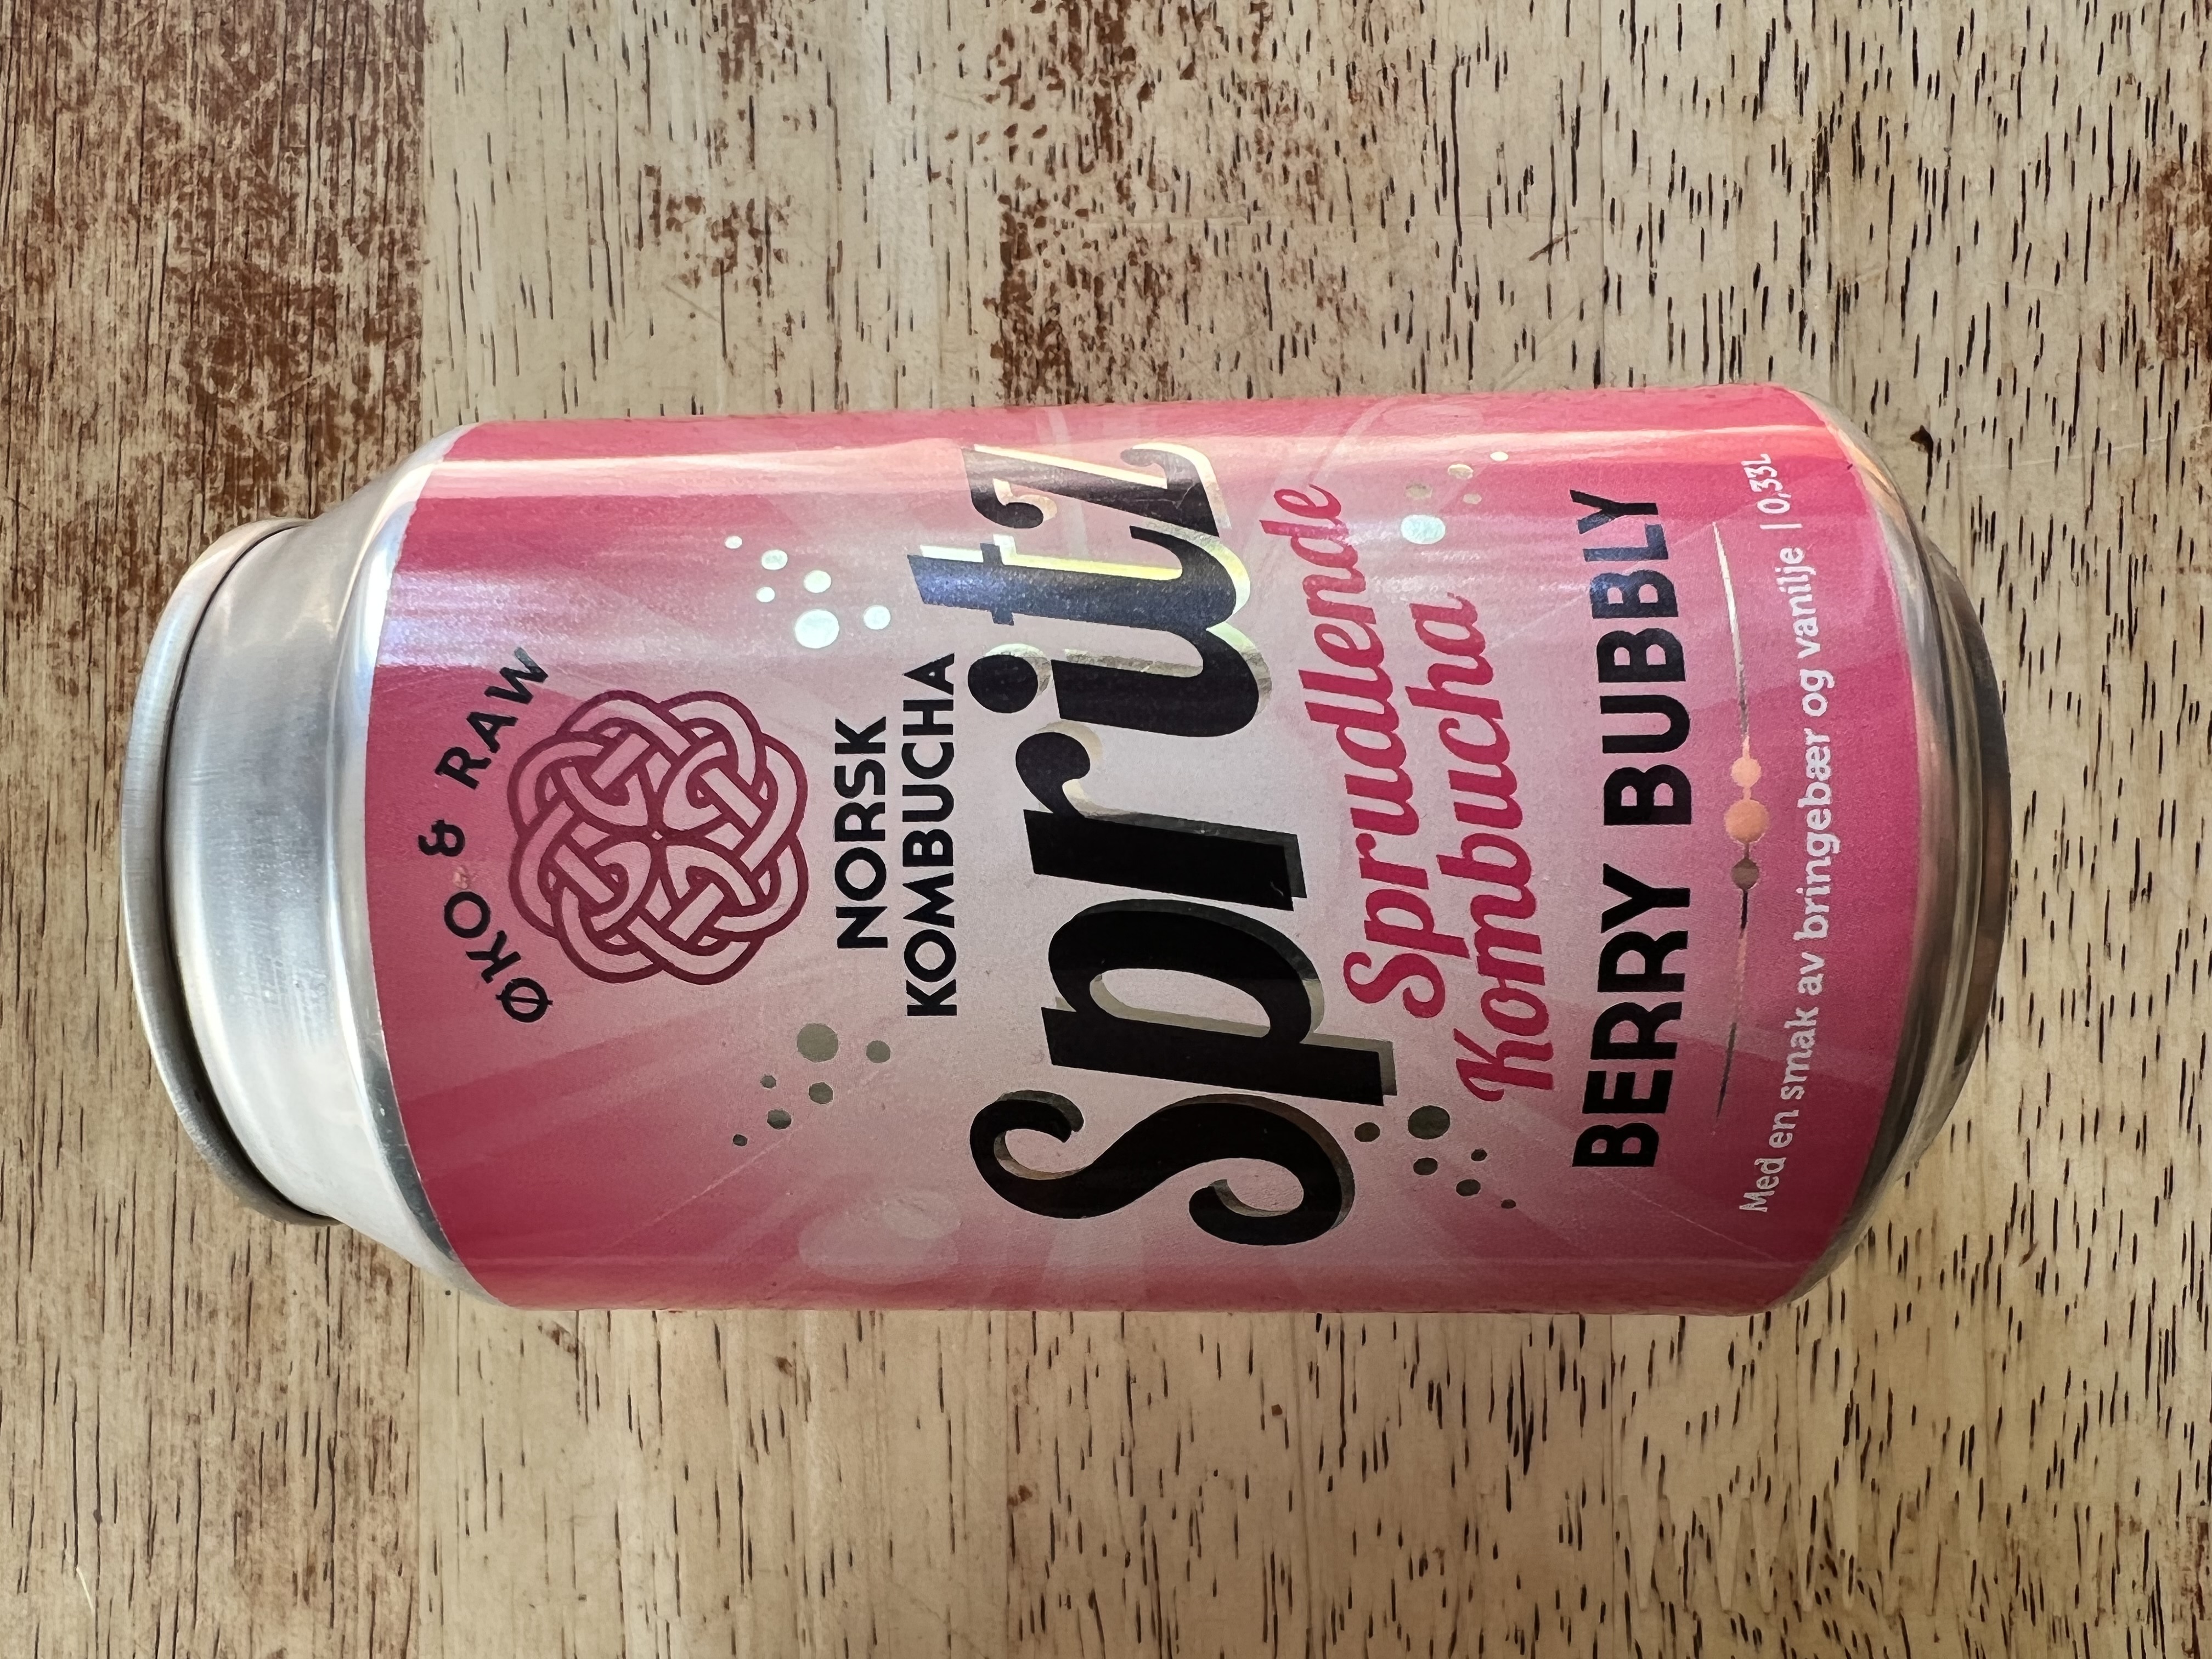 ØKO & RAW
NORSK
KOMBUCHA
Spritz
Sprudlende
Kombucha
BERRY BUBBLY
Med en smak av bringebær og vanilje | 0,33L